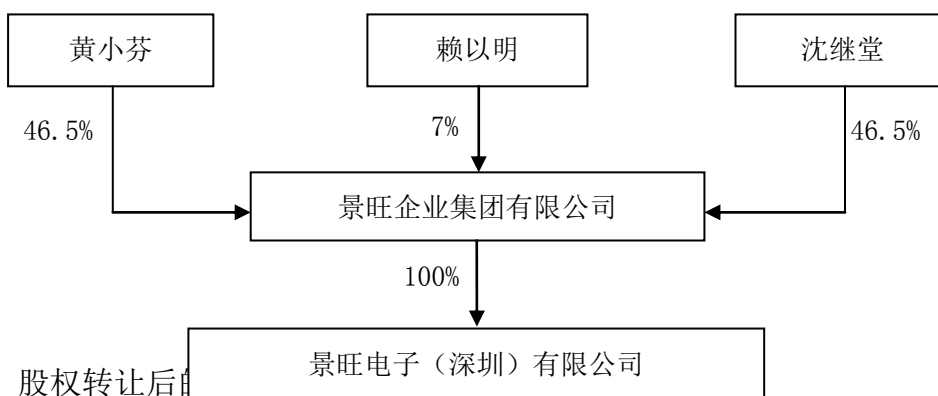 黄小芬 赖以明 沈继堂
46.5% 7% 46.5%
景旺企业集团有限公司
100%
景旺电子（深圳）有限公司
股权转让后